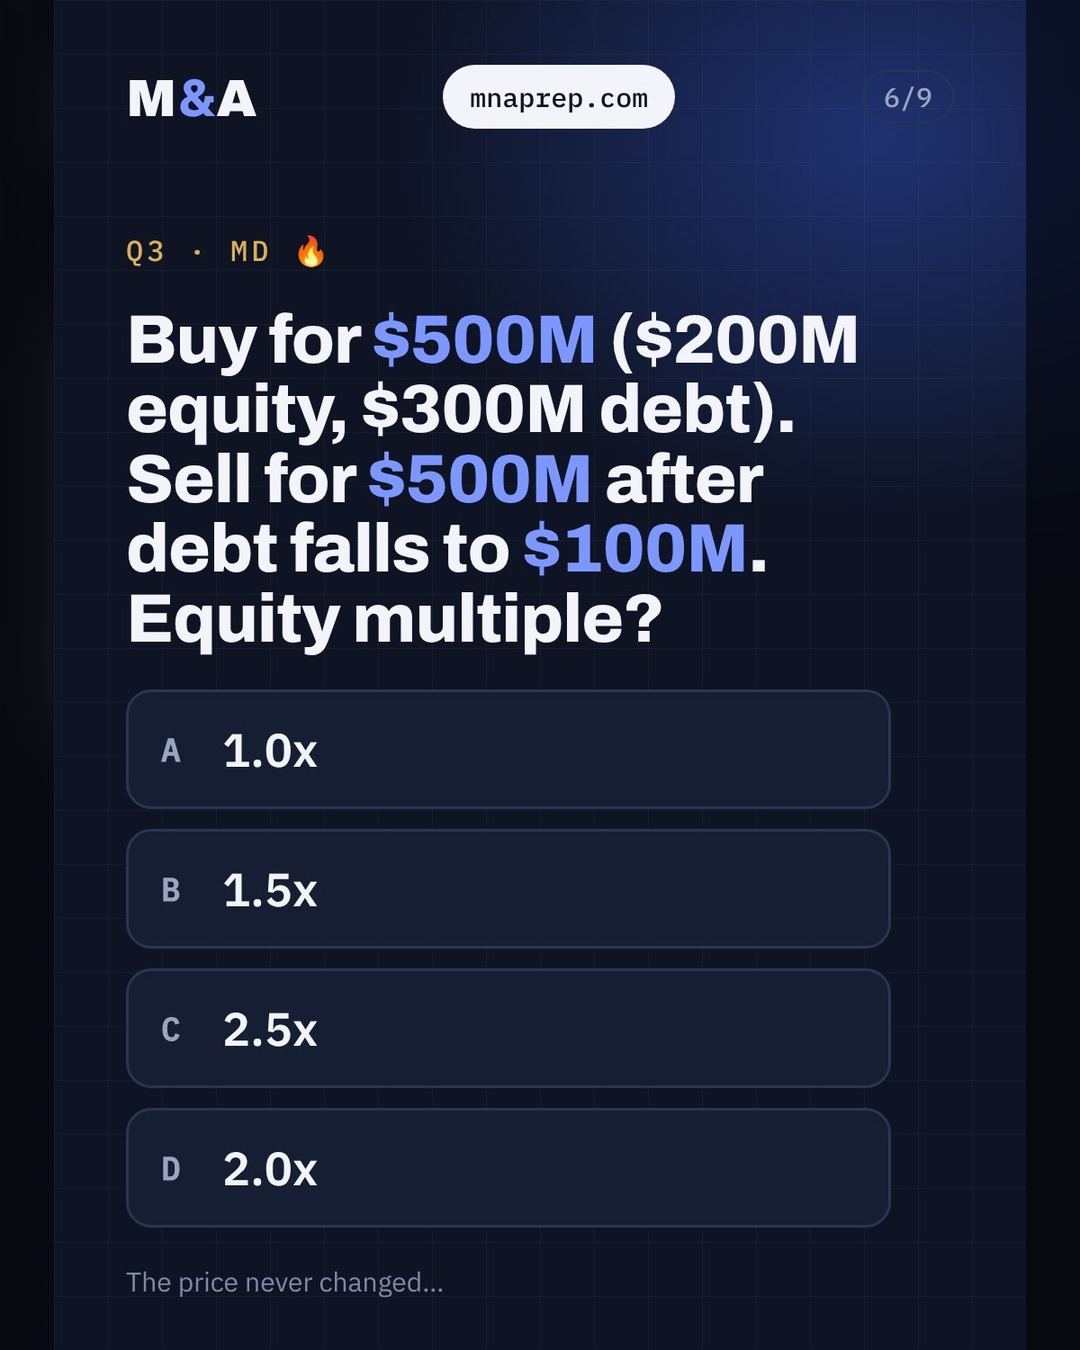 M&A
mnaprep.com
6/9
Q3 · MD 🔥
Buy for $500M ($200M
equity, $300M debt).
Sell for $500M after
debt falls to $100M.
Equity multiple?
A 1.0x
B 1.5x
C 2.5x
D 2.0x
The price never changed...